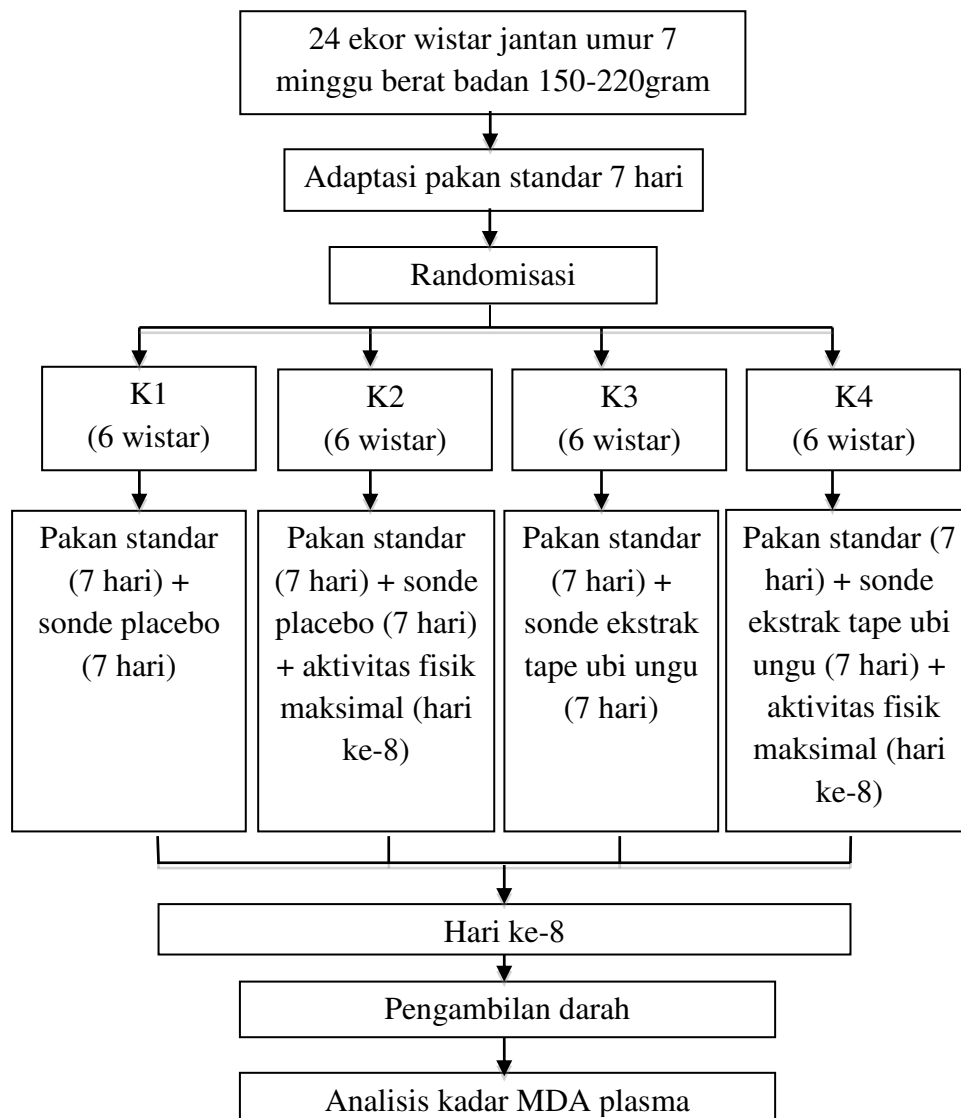 24 ekor wistar jantan umur 7
minggu berat badan 150-220gram
Adaptasi pakan standar 7 hari
Randomisasi
K1
(6 wistar)
K2
(6 wistar)
K3
(6 wistar)
K4
(6 wistar)
Pakan standar
(7 hari) +
sonde placebo
(7 hari)
Pakan standar
(7 hari) + sonde
placebo (7 hari)
+ aktivitas fisik
maksimal (hari
ke-8)
Pakan standar
(7 hari) +
sonde ekstrak
tape ubi ungu
(7 hari)
Pakan standar (7
hari) + sonde
ekstrak tape ubi
ungu (7 hari) +
aktivitas fisik
maksimal (hari
ke-8)
Hari ke-8
Pengambilan darah
Analisis kadar MDA plasma